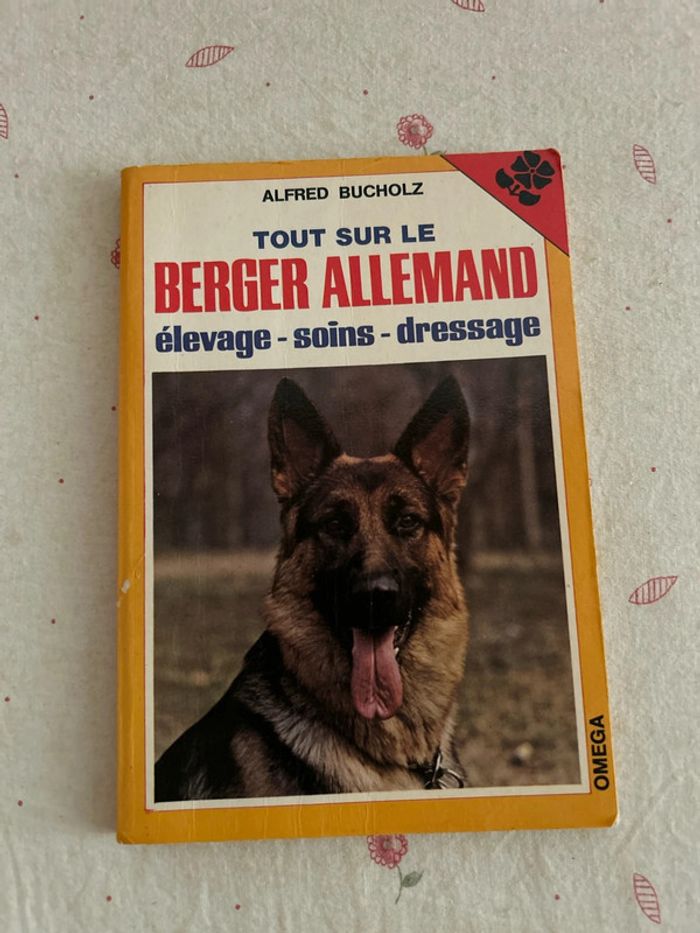 ALFRED BUCHOLZ
TOUT SUR LE
BERGER ALLEMAND
élevage - soins - dressage
OMEGA